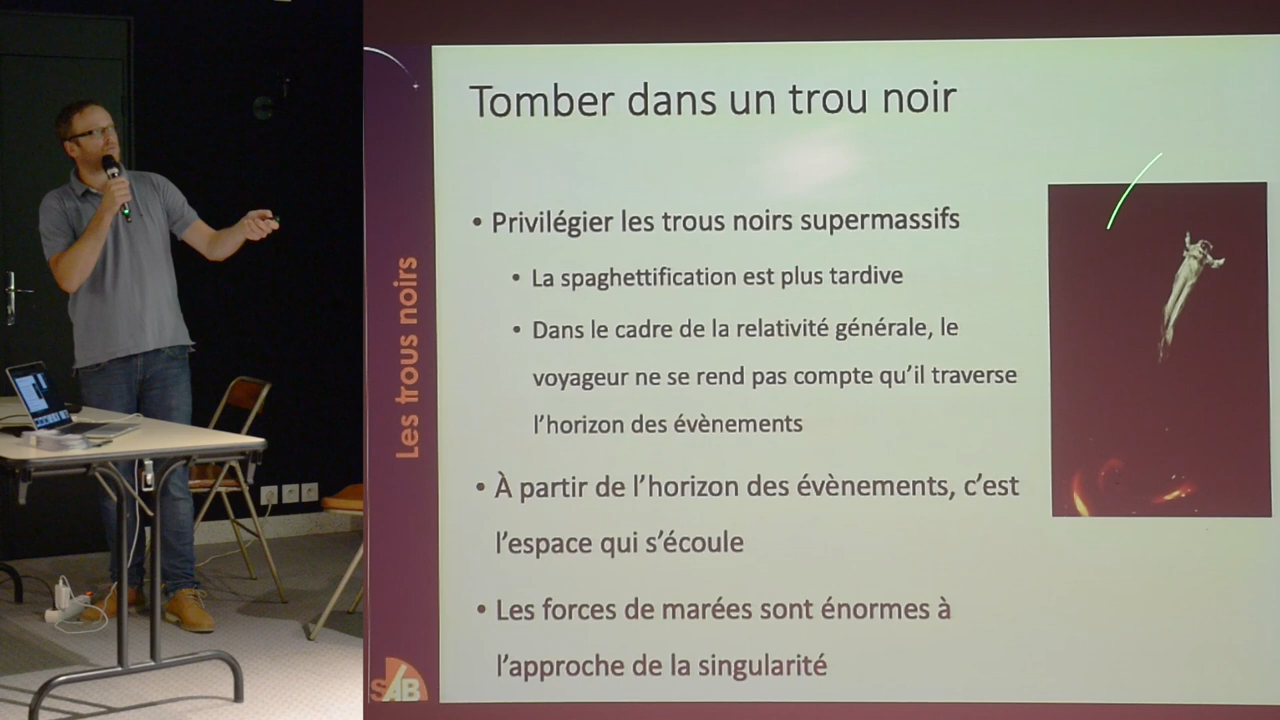 Tomber dans un trou noir
• Privilégier les trous noirs supermassifs
• La spaghettification est plus tardive
• Dans le cadre de la relativité générale, le
voyageur ne se rend pas compte qu'il traverse
l'horizon des évènements
• À partir de l'horizon des évènements, c'est
l'espace qui s'écoule
• Les forces de marées sont énormes à
l'approche de la singularité
Les trous noirs
SAB